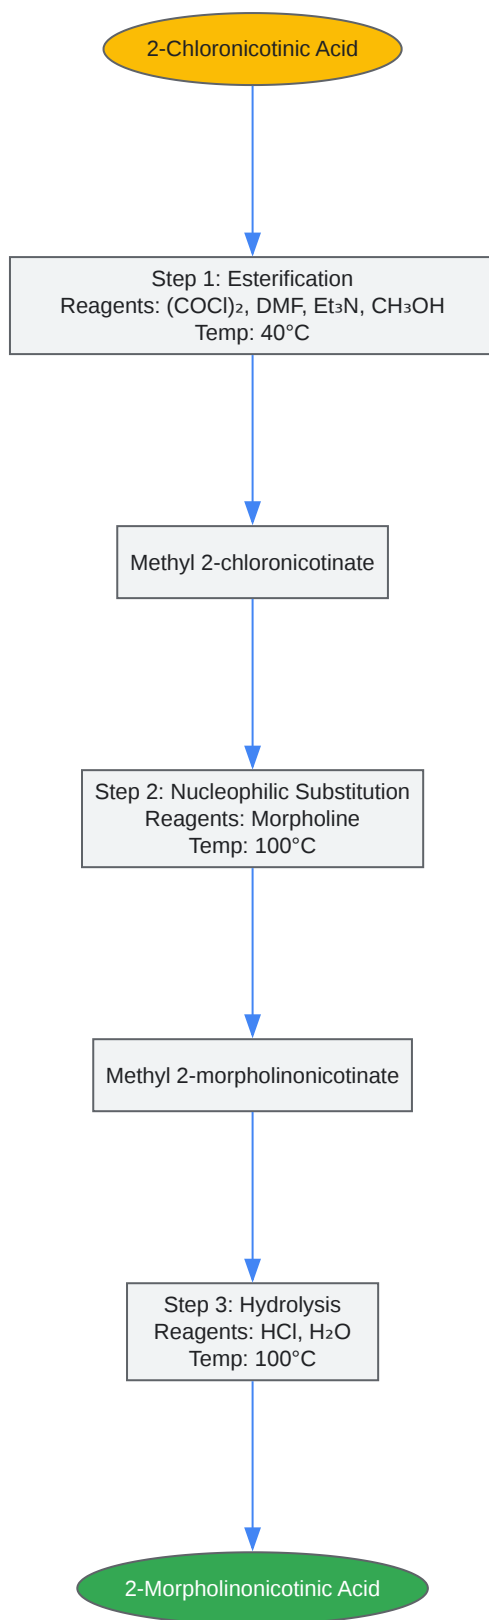 2-Chloronicotinic Acid
Step 1: Esterification
Reagents: (COCl)₂, DMF, Et₃N, CH₃OH
Temp: 40°C
Methyl 2-chloronicotinate
Step 2: Nucleophilic Substitution
Reagents: Morpholine
Temp: 100°C
Methyl 2-morpholinonicotinate
Step 3: Hydrolysis
Reagents: HCl, H₂O
Temp: 100°C
2-Morpholinonicotinic Acid